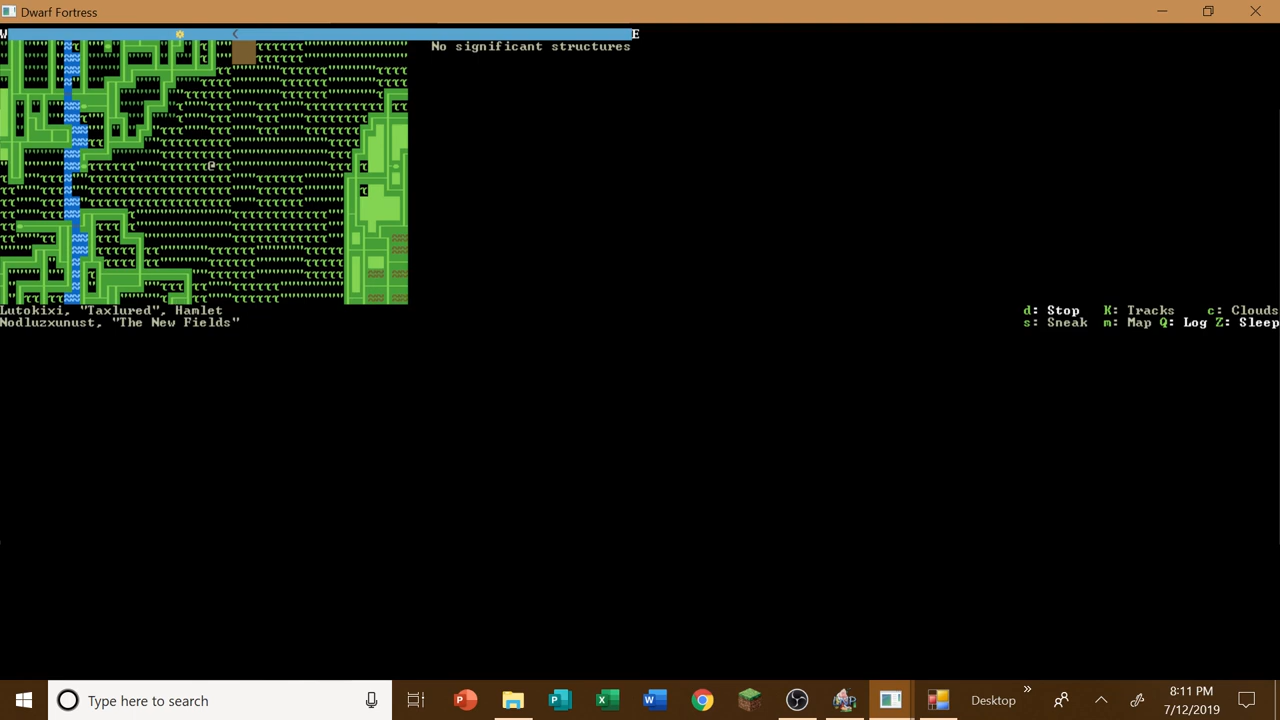 Dwarf Fortress
W E
No significant structures
Lutokixi, "Taxlured", Hamlet
Nodluzxunust, "The New Fields"
d: Stop K: Tracks c: Clouds
s: Sneak m: Map Q: Log Z: Sleep
Type here to search
Desktop
8:11 PM
7/12/2019